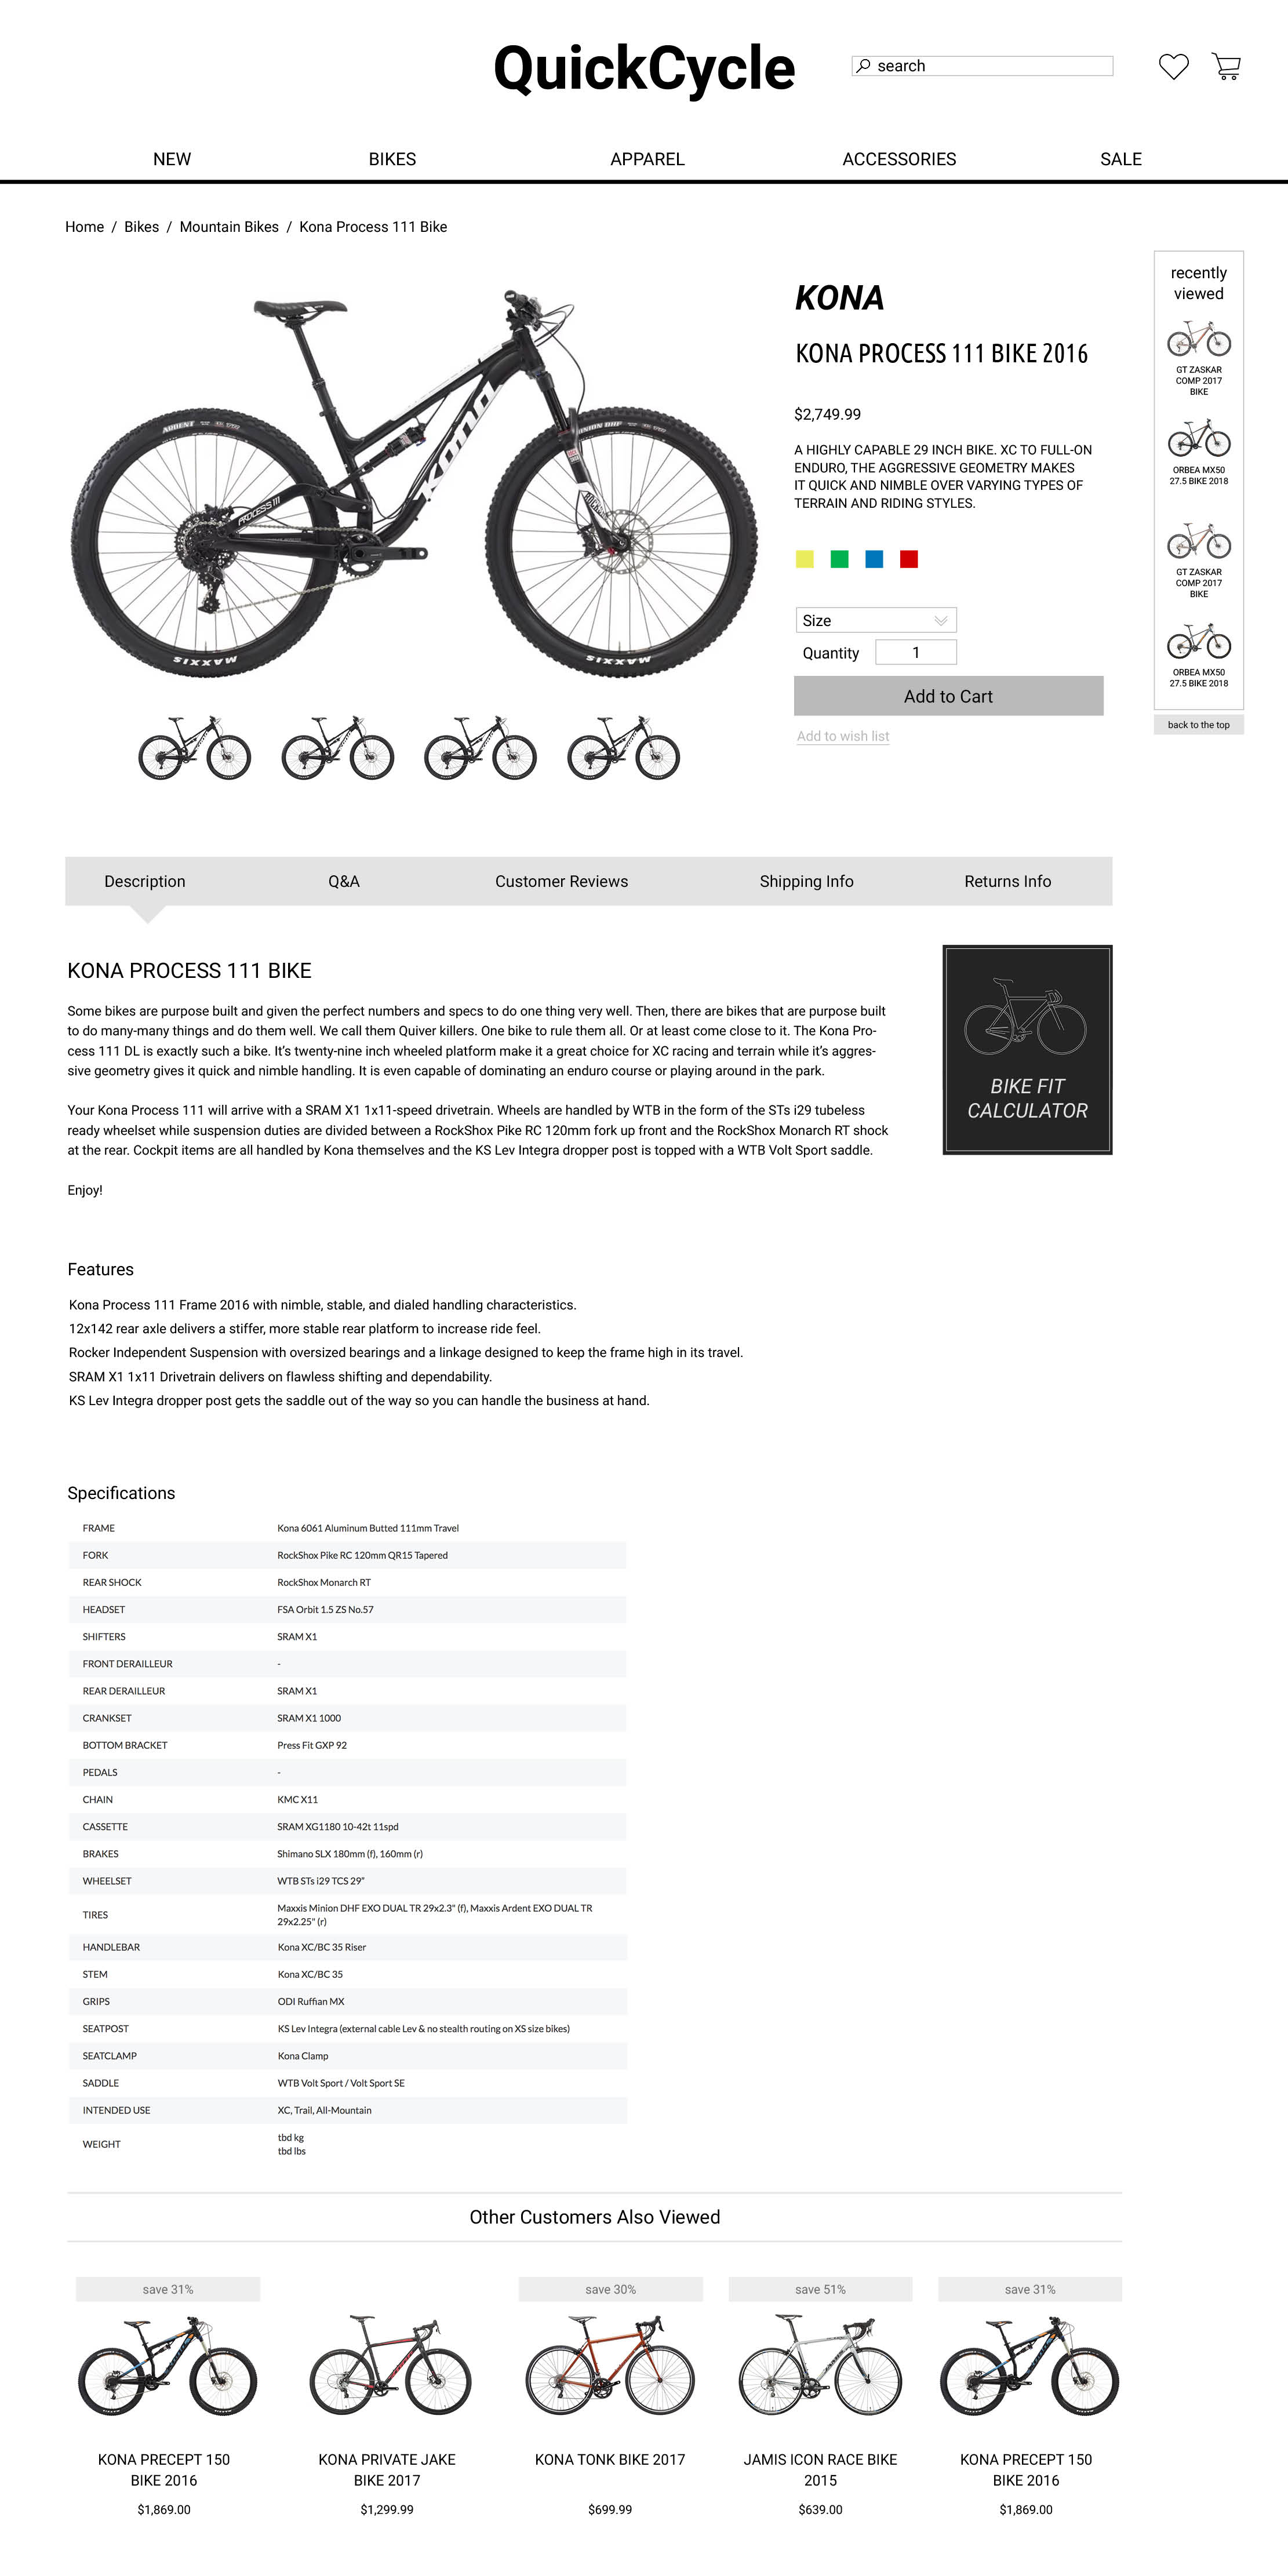 QuickCycle
search
NEW
BIKES
APPAREL
ACCESSORIES
SALE
Home / Bikes / Mountain Bikes / Kona Process 111 Bike
KONA
PROCESS 111
ARDENT
MAXXIS
MAXXIS
KONA
KONA PROCESS 111 BIKE 2016
$2,749.99
A HIGHLY CAPABLE 29 INCH BIKE. XC TO FULL-ON
ENDURO, THE AGGRESSIVE GEOMETRY MAKES
IT QUICK AND NIMBLE OVER VARYING TYPES OF
TERRAIN AND RIDING STYLES.
Size
Quantity
1
Add to Cart
Add to wish list
recently
viewed
GT ZASKAR
COMP 2017
BIKE
ORBEA MX50
27.5 BIKE 2018
GT ZASKAR
COMP 2017
BIKE
ORBEA MX50
27.5 BIKE 2018
back to the top
Description
Q&A
Customer Reviews
Shipping Info
Returns Info
KONA PROCESS 111 BIKE
Some bikes are purpose built and given the perfect numbers and specs to do one thing very well. Then, there are bikes that are purpose built
to do many-many things and do them well. We call them Quiver killers. One bike to rule them all. Or at least come close to it. The Kona Pro-
cess 111 DL is exactly such a bike. It's twenty-nine inch wheeled platform make it a great choice for XC racing and terrain while it's aggres-
sive geometry gives it quick and nimble handling. It is even capable of dominating an enduro course or playing around in the park.
Your Kona Process 111 will arrive with a SRAM X1 1x11-speed drivetrain. Wheels are handled by WTB in the form of the STs i29 tubeless
ready wheelset while suspension duties are divided between a RockShox Pike RC 120mm fork up front and the RockShox Monarch RT shock
at the rear. Cockpit items are all handled by Kona themselves and the KS Lev Integra dropper post is topped with a WTB Volt Sport saddle.
Enjoy!
BIKE FIT
CALCULATOR
Features
Kona Process 111 Frame 2016 with nimble, stable, and dialed handling characteristics.
12x142 rear axle delivers a stiffer, more stable rear platform to increase ride feel.
Rocker Independent Suspension with oversized bearings and a linkage designed to keep the frame high in its travel.
SRAM X1 1x11 Drivetrain delivers on flawless shifting and dependability.
KS Lev Integra dropper post gets the saddle out of the way so you can handle the business at hand.
Specifications
FRAME Kona 6061 Aluminum Butted 111mm Travel
FORK RockShox Pike RC 120mm QR15 Tapered
REAR SHOCK RockShox Monarch RT
HEADSET FSA Orbit 1.5 ZS No.57
SHIFTERS SRAM X1
FRONT DERAILLEUR -
REAR DERAILLEUR SRAM X1
CRANKSET SRAM X1 1000
BOTTOM BRACKET Press Fit GXP 92
PEDALS -
CHAIN KMC X11
CASSETTE SRAM XG1180 10-42t 11spd
BRAKES Shimano SLX 180mm (f), 160mm (r)
WHEELSET WTB STs i29 TCS 29"
TIRES Maxxis Minion DHF EXO DUAL TR 29x2.3" (f), Maxxis Ardent EXO DUAL TR
29x2.25" (r)
HANDLEBAR Kona XC/BC 35 Riser
STEM Kona XC/BC 35
GRIPS ODI Ruffian MX
SEATPOST KS Lev Integra (external cable Lev & no stealth routing on XS size bikes)
SEATCLAMP Kona Clamp
SADDLE WTB Volt Sport / Volt Sport SE
INTENDED USE XC, Trail, All-Mountain
WEIGHT tbd kg
tbd lbs
Other Customers Also Viewed
save 31%
save 30%
save 51%
save 31%
KONA PRECEPT 150
BIKE 2016
$1,869.00
KONA PRIVATE JAKE
BIKE 2017
$1,299.99
KONA TONK BIKE 2017
$699.99
JAMIS ICON RACE BIKE
2015
$639.00
KONA PRECEPT 150
BIKE 2016
$1,869.00